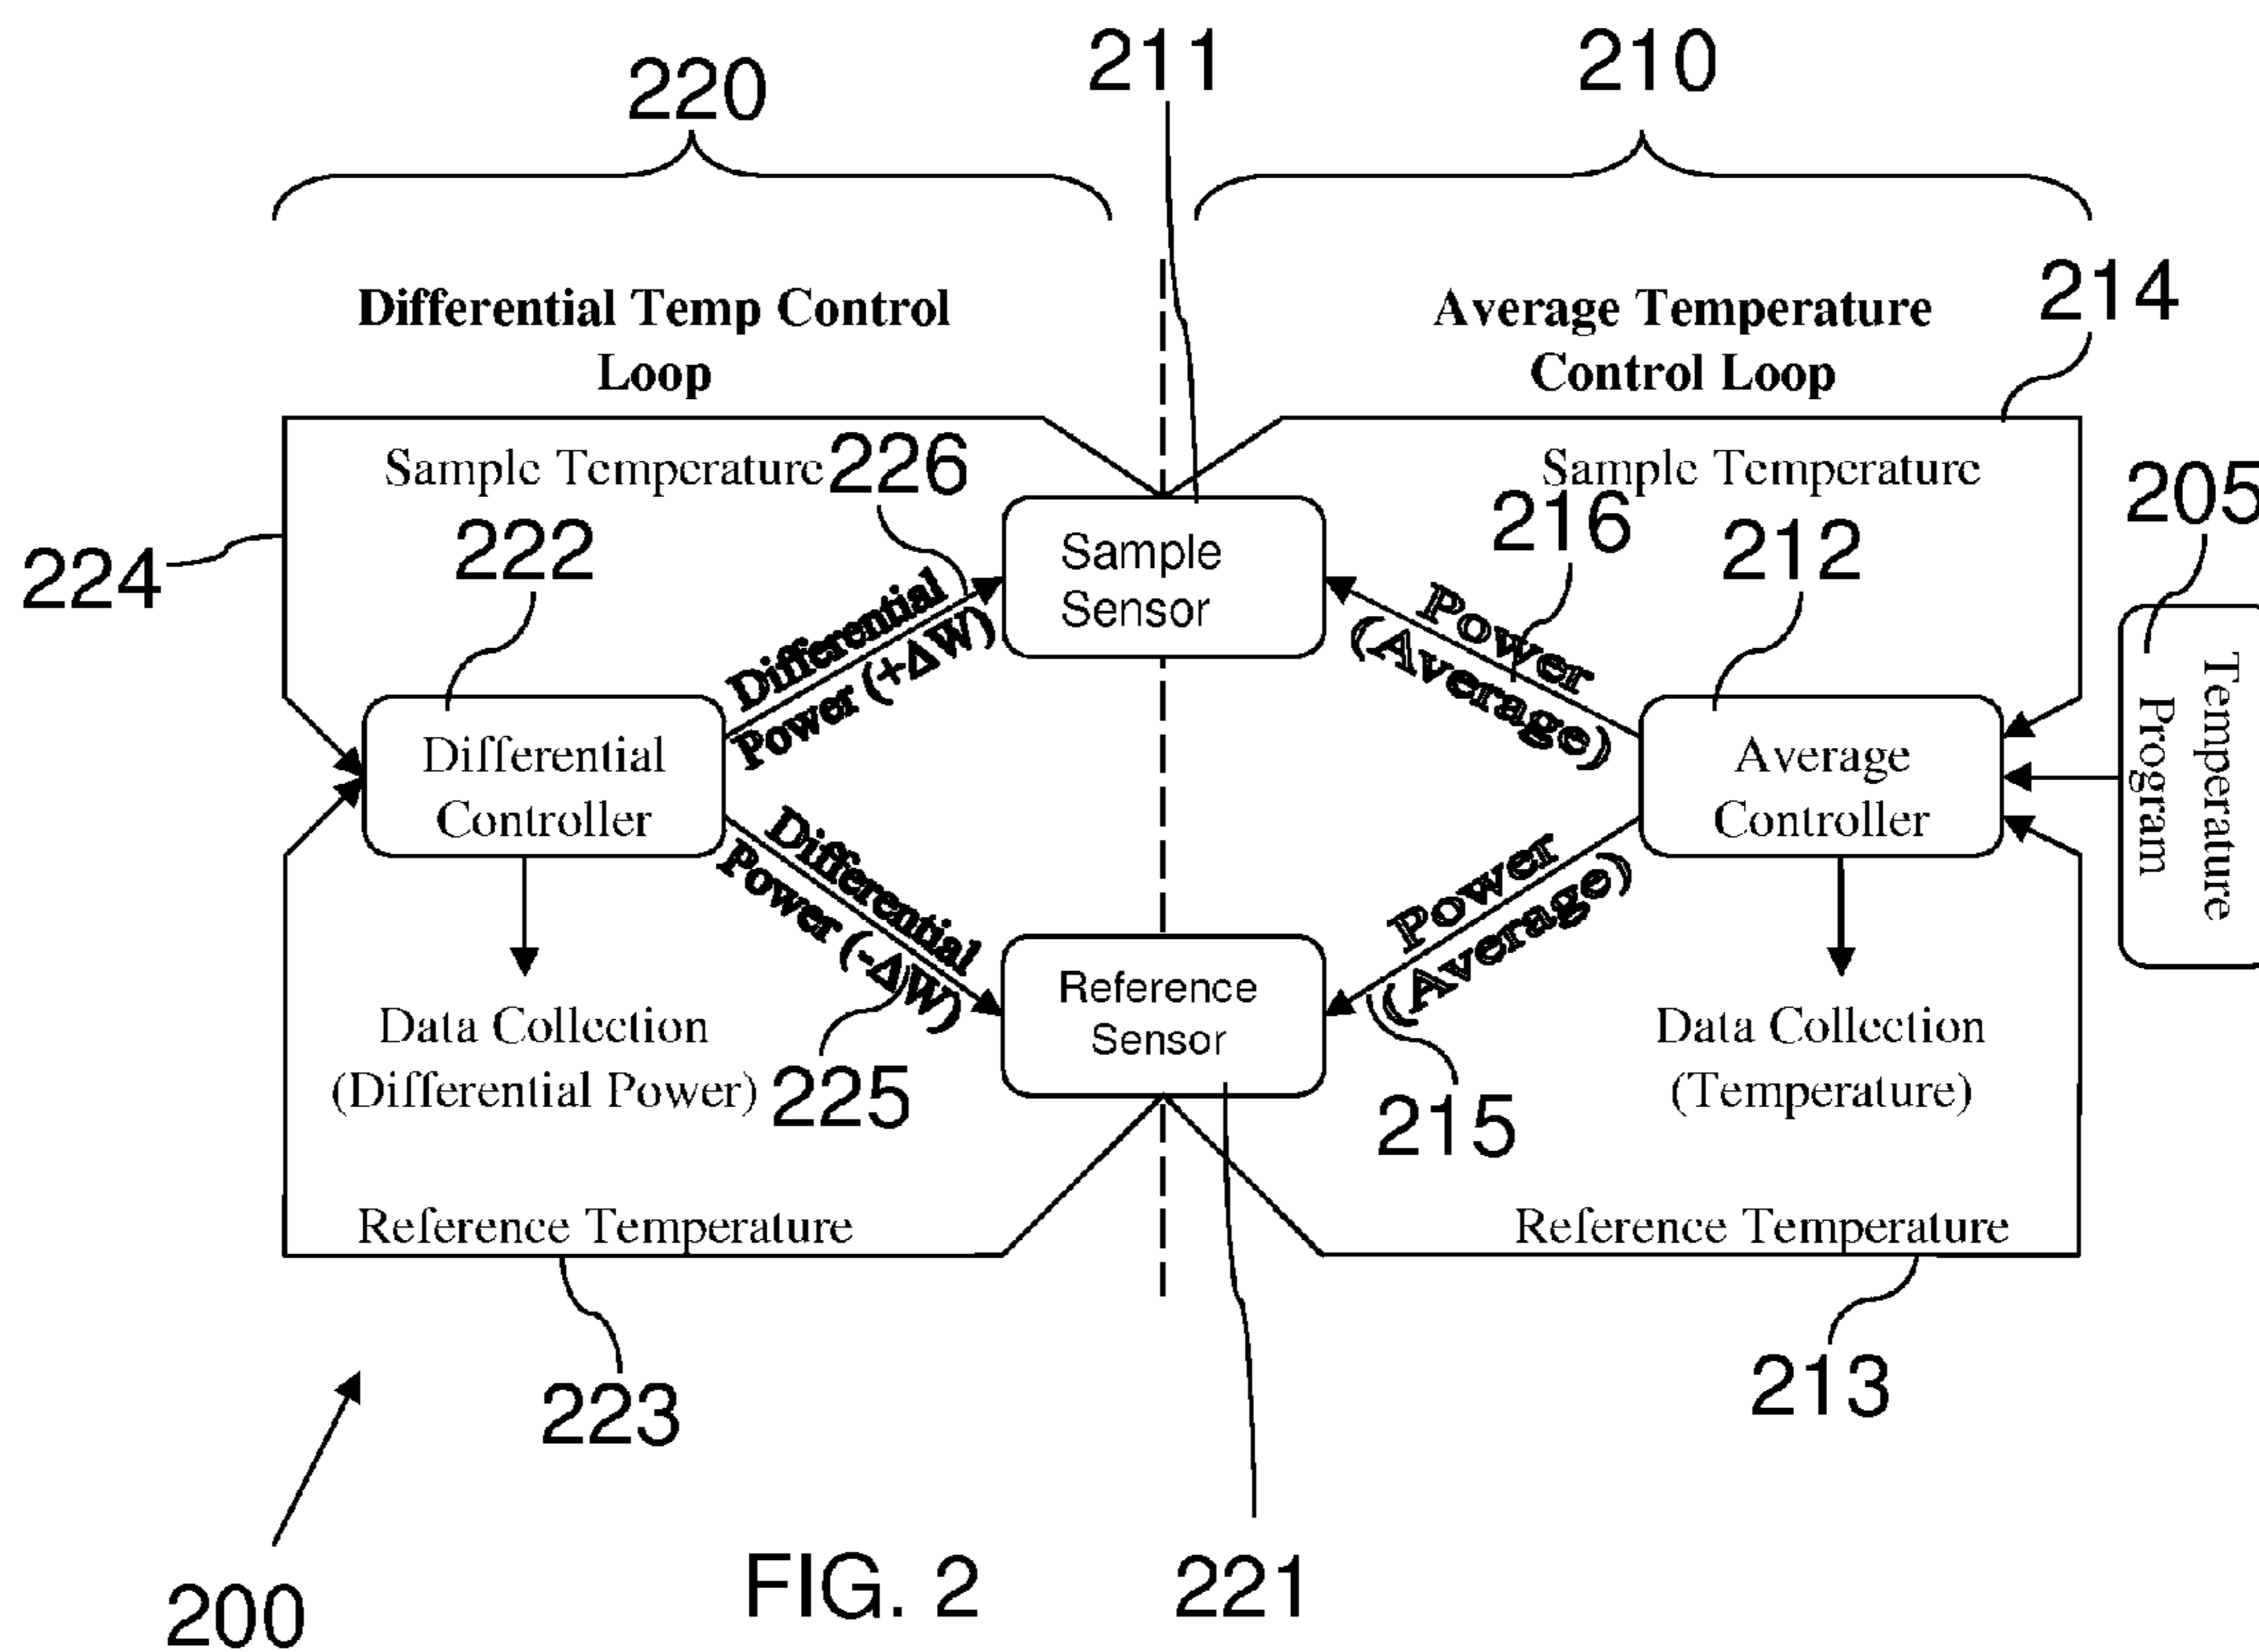 220
211
210
Differential Temp Control
Loop
Average Temperature
Control Loop
214
Sample Temperature
226
Sample Temperature
216
205
224
222
212
Sample
Sensor
Differential
Power (+ΔW)
Power
(Average)
Temperature
Program
Differential
Controller
Average
Controller
Differential
Power (-ΔW)
Power
(Average)
Reference
Sensor
Data Collection
(Differential Power)
225
215
Data Collection
(Temperature)
Reference Temperature
Reference Temperature
223
213
200
FIG. 2
221